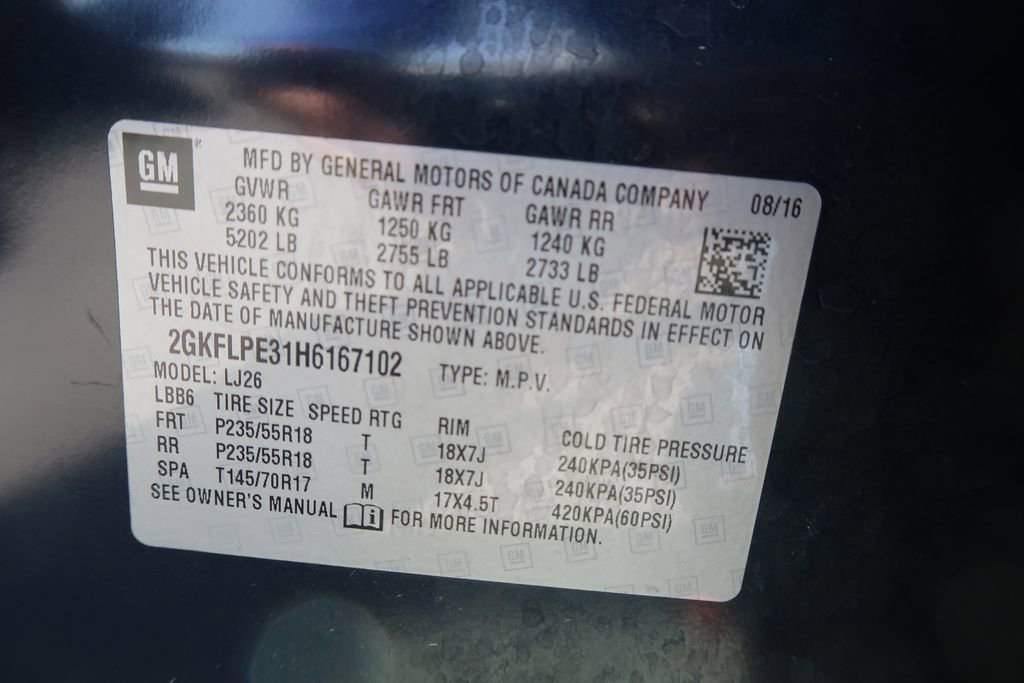 GM
MFD BY GENERAL MOTORS OF CANADA COMPANY 08/16
GVWR GAWR FRT GAWR RR
2360 KG 1250 KG 1240 KG
5202 LB 2755 LB 2733 LB
THIS VEHICLE CONFORMS TO ALL APPLICABLE U.S. FEDERAL MOTOR
VEHICLE SAFETY AND THEFT PREVENTION STANDARDS IN EFFECT ON
THE DATE OF MANUFACTURE SHOWN ABOVE.
2GKFLPE31H6167102 TYPE: M.P.V.
MODEL: LJ26
LBB6 TIRE SIZE SPEED RTG RIM COLD TIRE PRESSURE
FRT P235/55R18 T 18X7J 240KPA(35PSI)
RR P235/55R18 T 18X7J 240KPA(35PSI)
SPA T145/70R17 M 17X4.5T 420KPA(60PSI)
SEE OWNER'S MANUAL i FOR MORE INFORMATION.